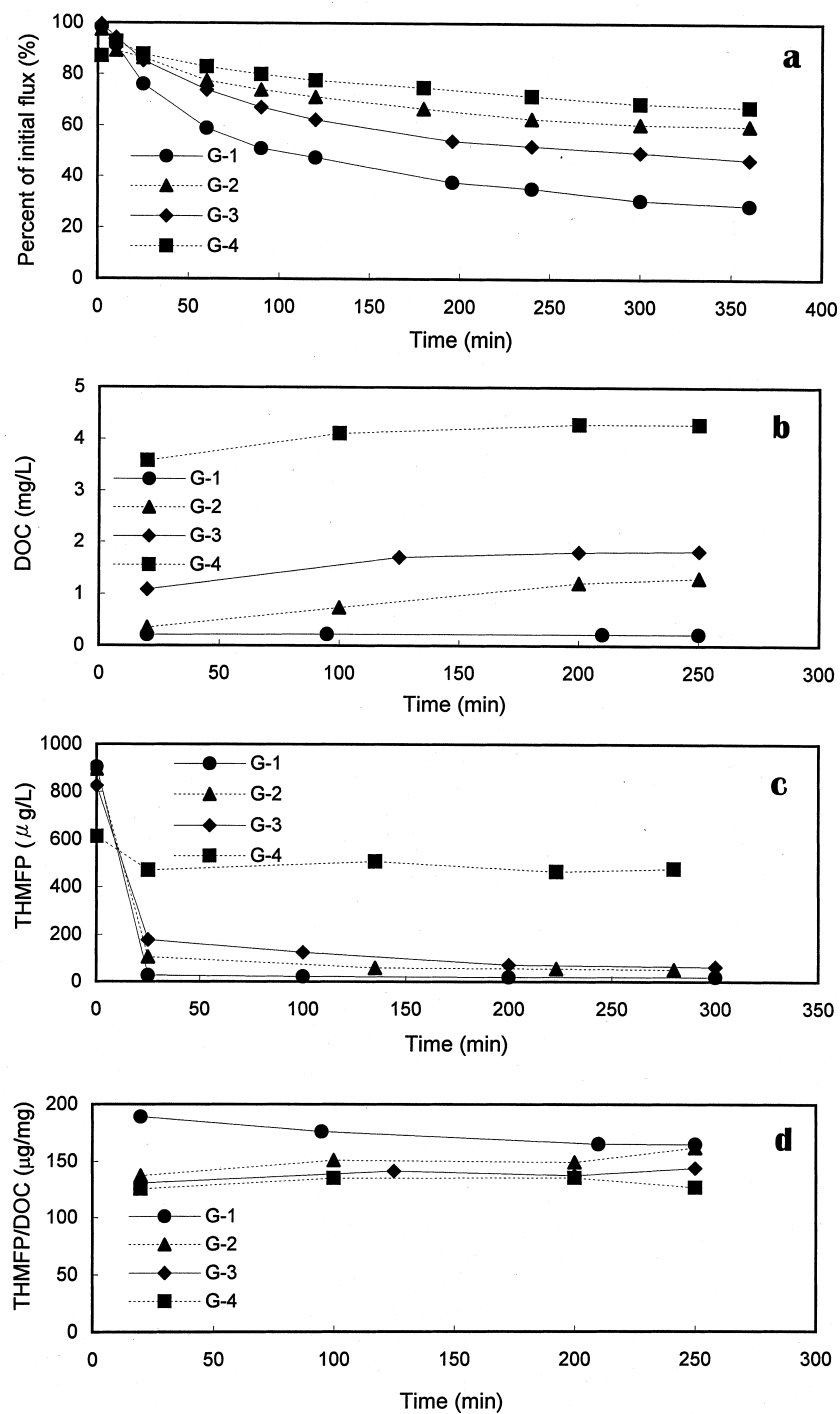 100
80
60
40
20
0
Percent of initial flux (%)
a
G-1
G-2
G-3
G-4
0 50 100 150 200 250 300 350 400
Time (min)
5
4
3
2
1
0
DOC (mg/L)
b
G-1
G-2
G-3
G-4
0 50 100 150 200 250 300
Time (min)
1000
800
600
400
200
0
THMFP (μg/L)
c
G-1
G-2
G-3
G-4
0 50 100 150 200 250 300 350
Time (min)
200
150
100
50
0
THMFP/DOC (μg/mg)
d
G-1
G-2
G-3
G-4
0 50 100 150 200 250 300
Time (min)